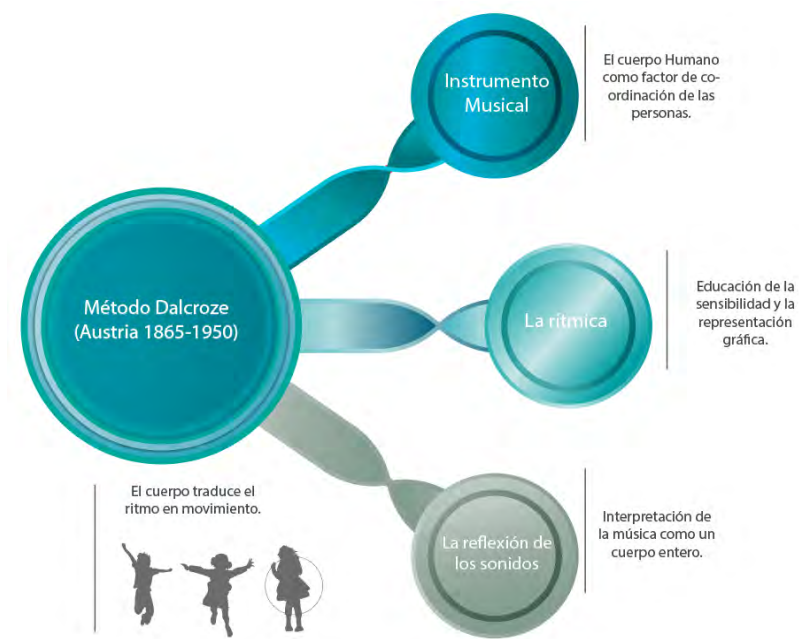 Instrumento
Musical
El cuerpo Humano
como factor de co-
ordinación de las
personas.
Método Dalcroze
(Austria 1865-1950)
La rítmica
Educación de la
sensibilidad y la
representación
gráfica.
El cuerpo traduce el
ritmo en movimiento.
La reflexión de
los sonidos
Interpretación de
la música como un
cuerpo entero.